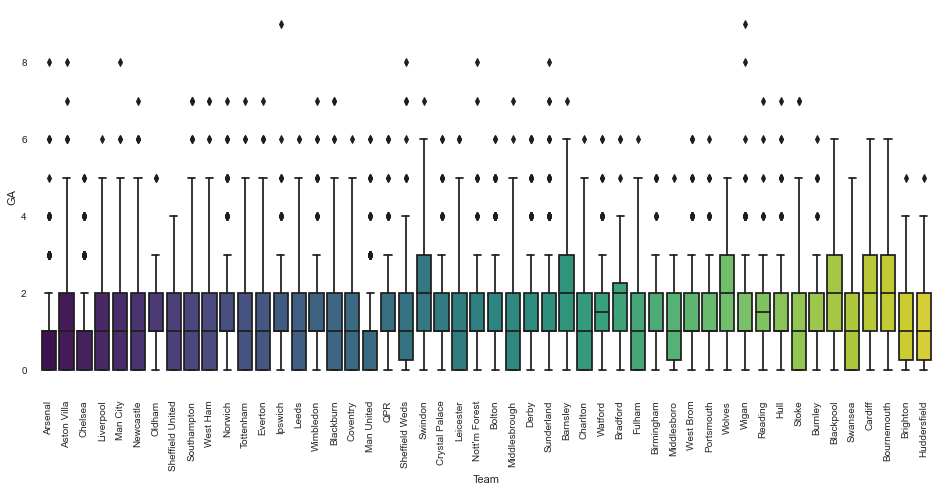 8
6
4
2
0
GA
Arsenal
Aston Villa
Chelsea
Liverpool
Man City
Newcastle
Oldham
Sheffield United
Southampton
West Ham
Norwich
Tottenham
Everton
Ipswich
Leeds
Wimbledon
Blackburn
Coventry
Man United
QPR
Sheffield Weds
Swindon
Crystal Palace
Leicester
Nott'm Forest
Bolton
Middlesbrough
Derby
Sunderland
Barnsley
Charlton
Watford
Bradford
Fulham
Birmingham
Middlesboro
West Brom
Portsmouth
Wolves
Wigan
Reading
Hull
Stoke
Burnley
Blackpool
Swansea
Cardiff
Bournemouth
Brighton
Huddersfield
Team